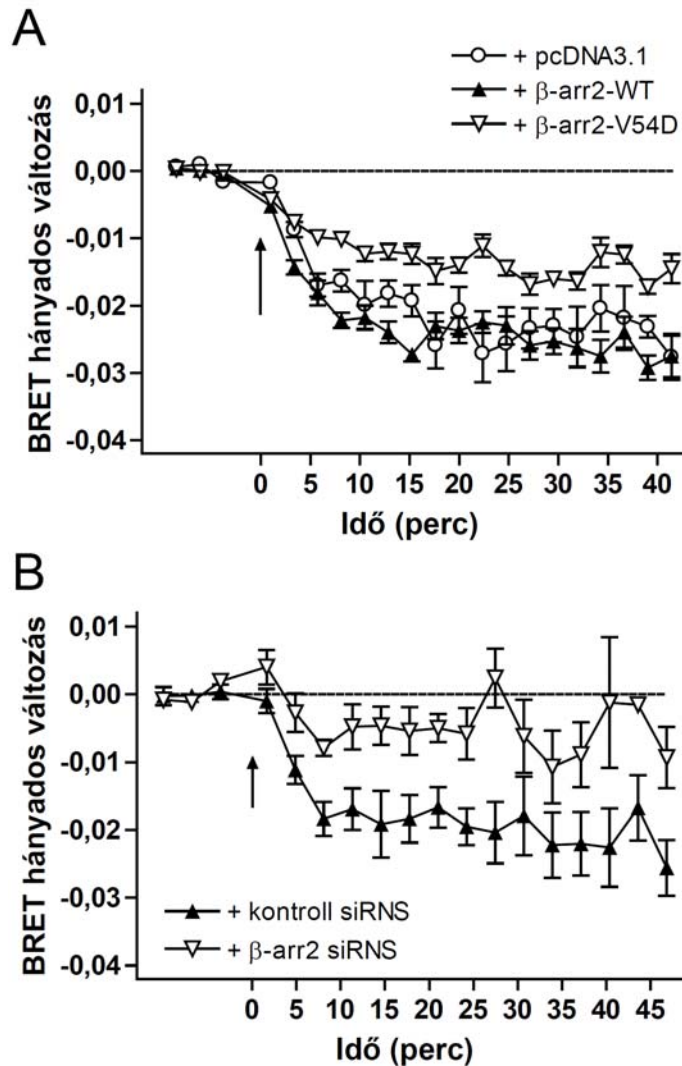 A
+ pcDNA3.1
+ β-arr2-WT
+ β-arr2-V54D
BRET hányados változás
0,01
0,00
-0,01
-0,02
-0,03
-0,04
0 5 10 15 20 25 30 35 40
Idő (perc)
B
BRET hányados változás
0,01
0,00
-0,01
-0,02
-0,03
-0,04
+ kontroll siRNS
+ β-arr2 siRNS
0 5 10 15 20 25 30 35 40 45
Idő (perc)